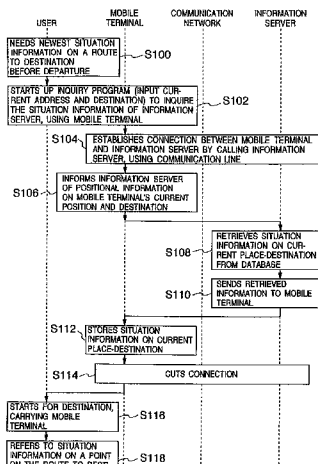 USER
MOBILE
TERMINAL
COMMUNICATION
NETWORK
INFORMATION
SERVER
NEEDS NEWEST SITUATION
INFORMATION ON A ROUTE
TO DESTINATION
BEFORE DEPARTURE
S100
STARTS UP INQUIRY PROGRAM (INPUT CUR-
RENT ADDRESS AND DESTINATION) TO INQUIRE
THE SITUATION INFORMATION OF INFORMATION
SERVER, USING MOBILE TERMINAL
S102
S104
ESTABLISHES CONNECTION BETWEEN MOBILE TERMINAL
AND INFORMATION SERVER BY CALLING INFORMATION
SERVER, USING COMMUNICATION LINE
S106
INFORMS INFORMATION SERVER
OF POSITIONAL INFORMATION
ON MOBILE TERMINAL'S CURRENT
POSITION AND DESTINATION
S108
RETRIEVES SITUATION
INFORMATION ON CUR-
RENT PLACE-DESTINATION
FROM DATABASE
S110
SENDS RETRIEVED
INFORMATION TO MOBILE
TERMINAL
S112
STORES SITUATION
INFORMATION ON CURRENT
PLACE-DESTINATION
S114
CUTS CONNECTION
STARTS FOR DESTINATION,
CARRYING MOBILE
TERMINAL
S116
REFERS TO SITUATION
INFORMATION ON A POINT
ON THE ROUTE TO
S118